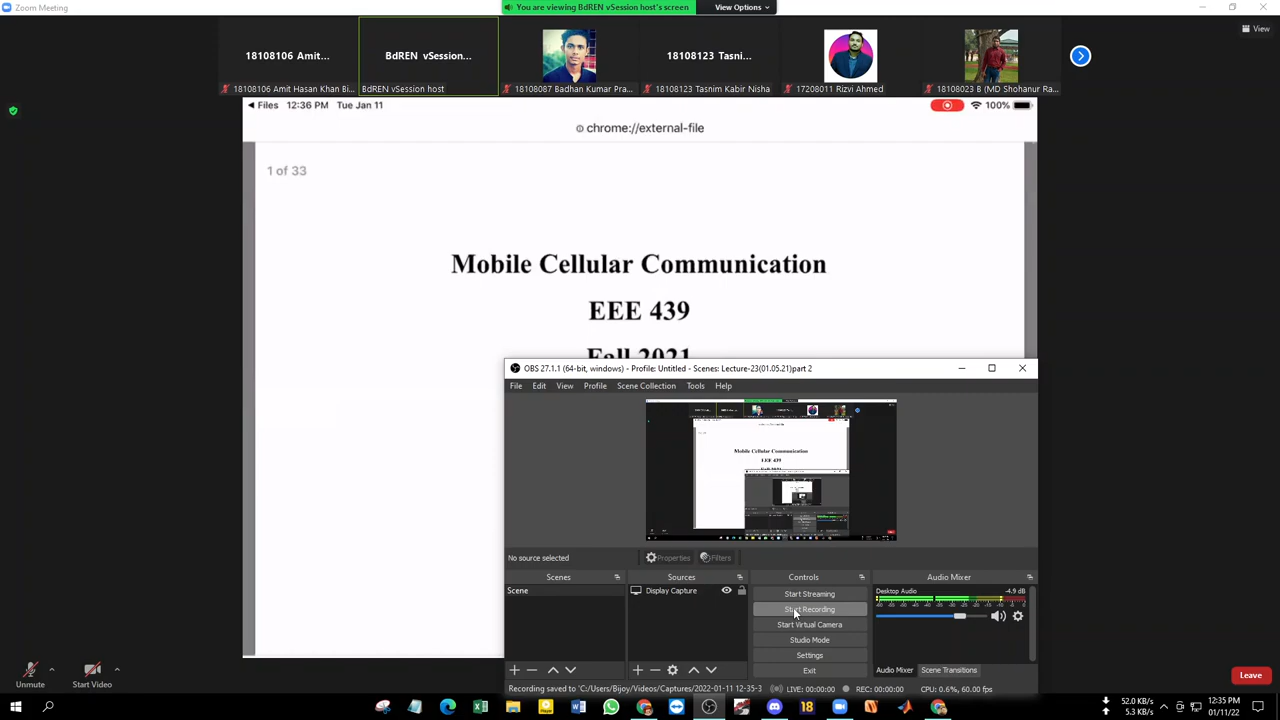 Zoom Meeting
You are viewing BdREN vSession host's screen
View Options
View
18108106 Amit...
BdREN vSession...
18108123 Tasni...
18108106 Amit Hasan Khan Bi...
BdREN vSession host
18108087 Badhan Kumar Pra...
18108123 Tasnim Kabir Nisha
17208011 Rizvi Ahmed
18108023 B (MD Shohanur Ra...
Files 12:36 PM Tue Jan 11
100%
chrome://external-file
1 of 33
Mobile Cellular Communication
EEE 439
Fall 2021
OBS 27.1.1 (64-bit, windows) - Profile: Untitled - Scenes: Lecture-23(01.05.21)part 2
File Edit View Profile Scene Collection Tools Help
Mobile Cellular Communication
EEE 439
Fall 2021
No source selected
Properties
Filters
Scenes
Sources
Controls
Audio Mixer
Scene
Display Capture
Start Streaming
Start Recording
Start Virtual Camera
Studio Mode
Settings
Exit
Desktop Audio
-4.9 dB
Audio Mixer
Scene Transitions
Recording saved to 'C:/Users/Bijoy/Videos/Captures/2022-01-11 12-35-3
LIVE: 00:00:00
REC: 00:00:00
CPU: 0.6%, 60.00 fps
Unmute
Start Video
Leave
18
52.0 KB/s
5.3 KB/s
12:35 PM
01/11/22